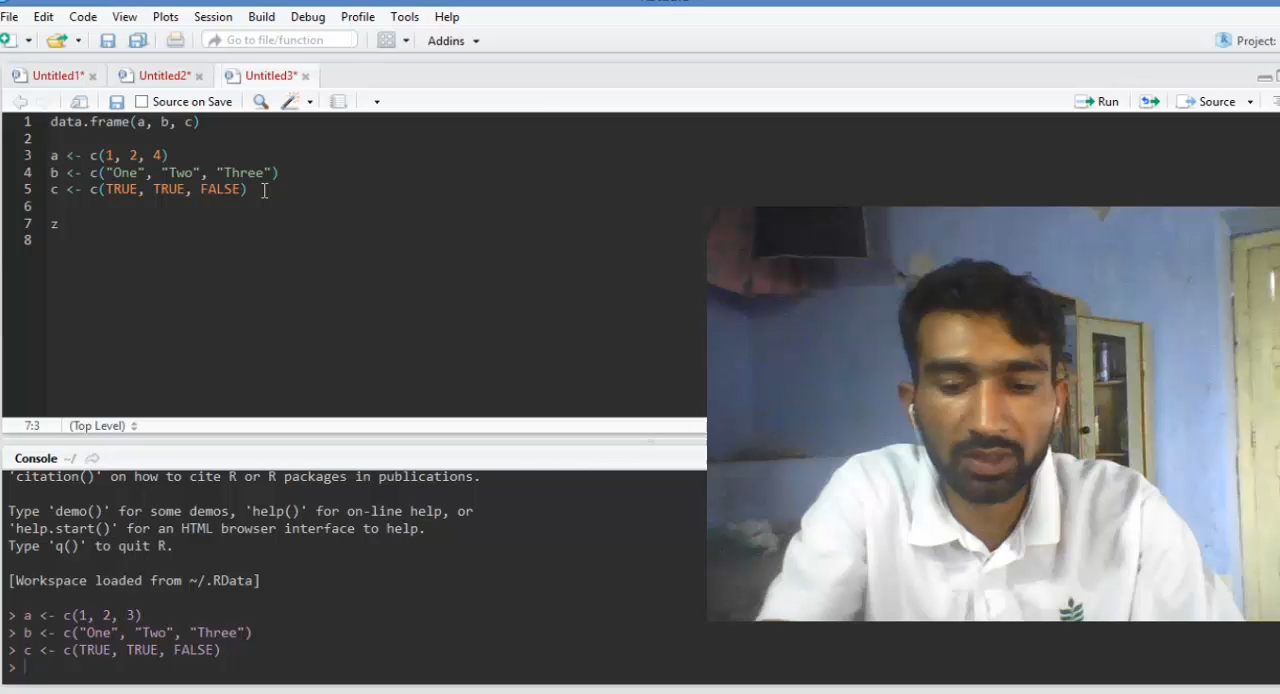 File Edit Code View Plots Session Build Debug Profile Tools Help
Go to file/function Addins Project:
Untitled1* Untitled2* Untitled3*
Source on Save Run Source
1 data.frame(a, b, c)
2
3 a <- c(1, 2, 4)
4 b <- c("One", "Two", "Three")
5 c <- c(TRUE, TRUE, FALSE)
6
7 z
8
7:3 (Top Level)
Console ~/
'citation()' on how to cite R or R packages in publications.
Type 'demo()' for some demos, 'help()' for on-line help, or
'help.start()' for an HTML browser interface to help.
Type 'q()' to quit R.
[Workspace loaded from ~/.RData]
> a <- c(1, 2, 3)
> b <- c("One", "Two", "Three")
> c <- c(TRUE, TRUE, FALSE)
>